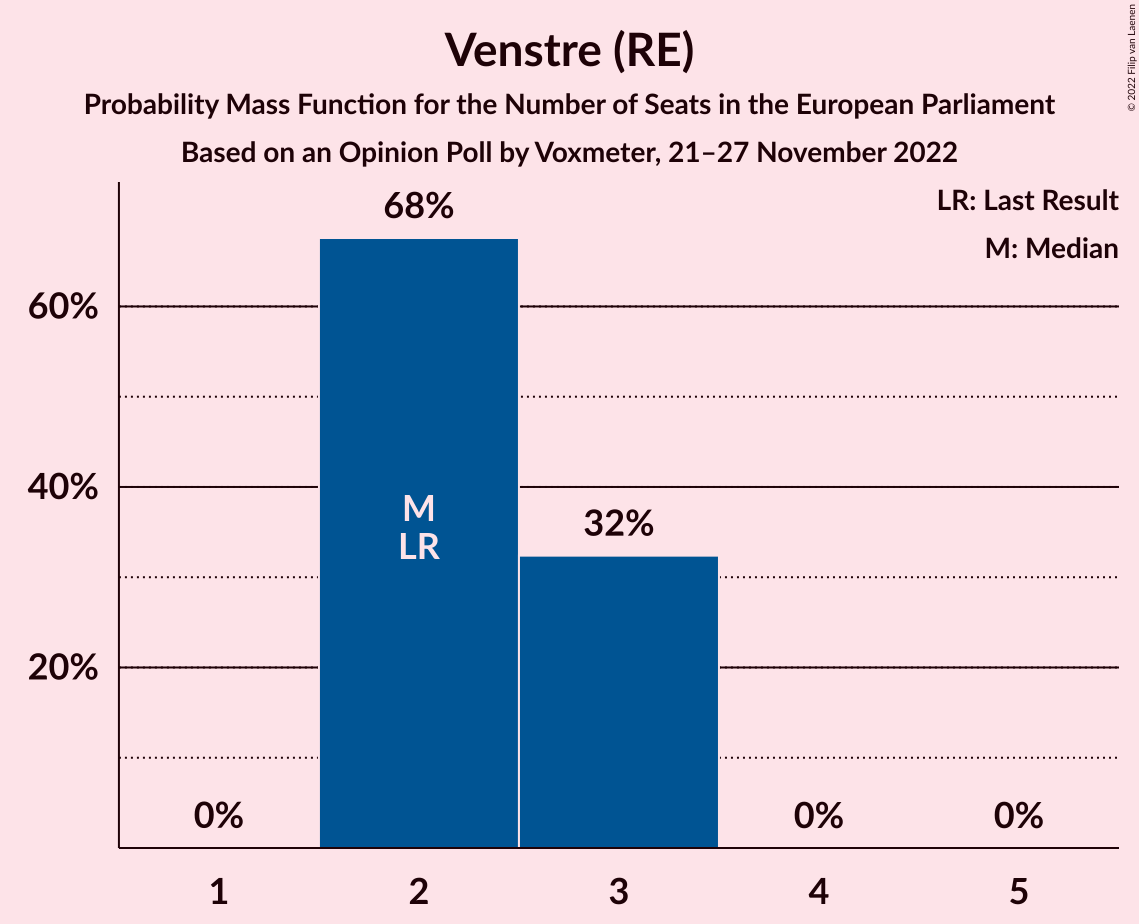 Venstre (RE)
Probability Mass Function for the Number of Seats in the European Parliament
Based on an Opinion Poll by Voxmeter, 21–27 November 2022
© 2022 Filip van Laenen
LR: Last Result
M: Median
68%
60%
40%
20%
M
LR
32%
0%
0%
0%
1
2
3
4
5